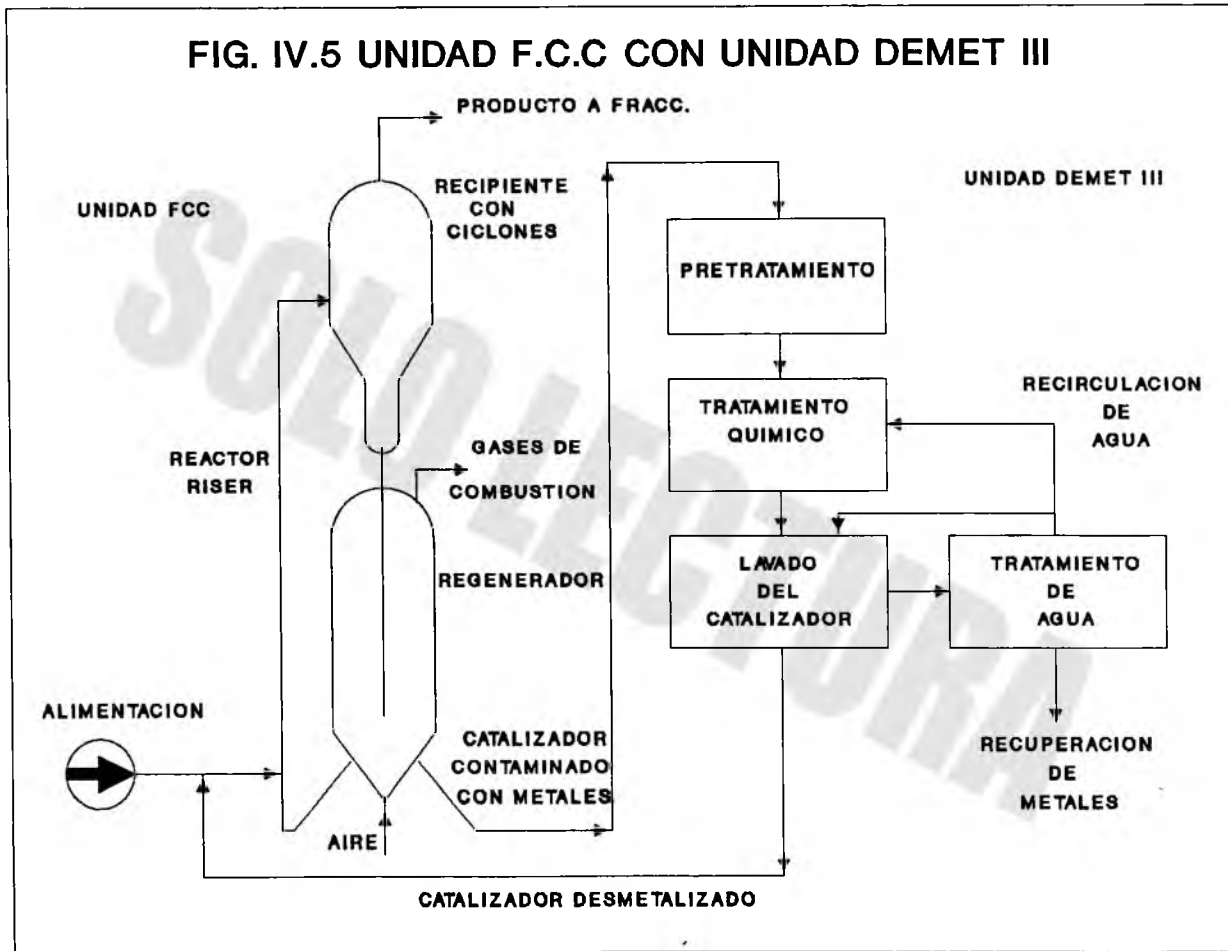 FIG. IV.5 UNIDAD F.C.C CON UNIDAD DEMET III
PRODUCTO A FRACC.
UNIDAD FCC
RECIPIENTE
CON
CICLONES
UNIDAD DEMET III
PRETRATAMIENTO
TRATAMIENTO
QUIMICO
RECIRCULACION
DE
AGUA
REACTOR
RISER
GASES DE
COMBUSTION
REGENERADOR
LAVADO
DEL
CATALIZADOR
TRATAMIENTO
DE
AGUA
ALIMENTACION
CATALIZADOR
CONTAMINADO
CON METALES
RECUPERACION
DE
METALES
AIRE
CATALIZADOR DESMETALIZADO
SOLO LECTURA